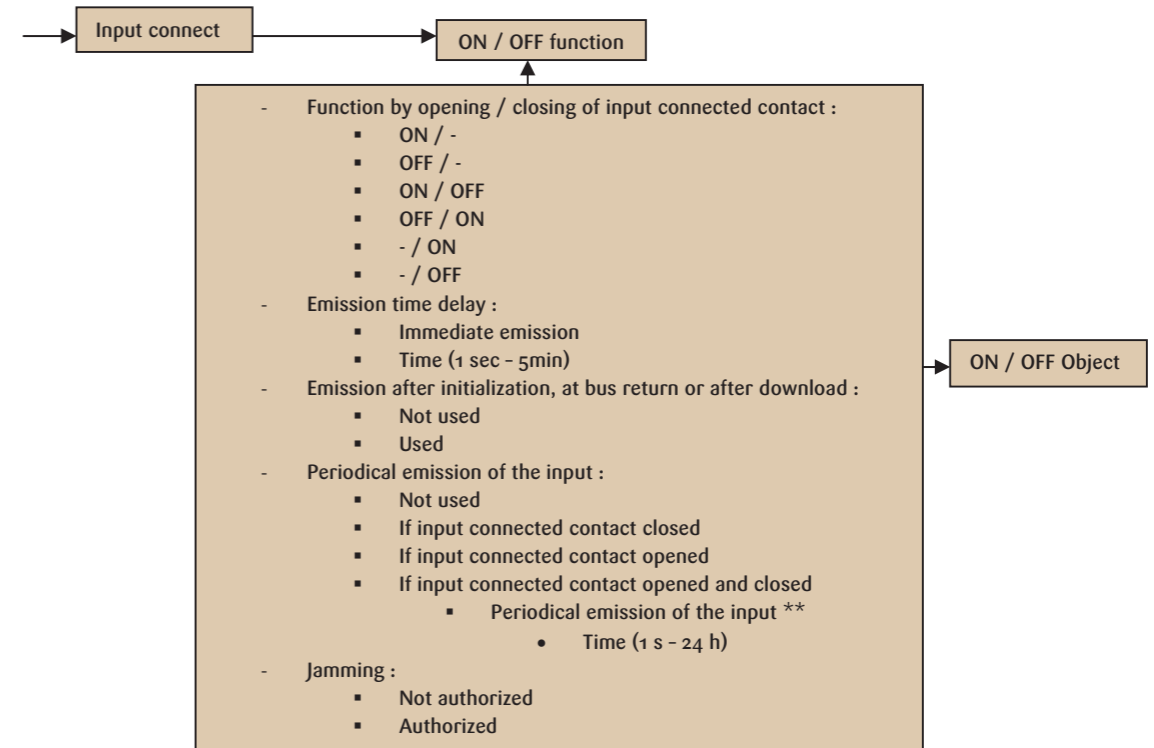 Input connect
ON / OFF function
- Function by opening / closing of input connected contact :
▪ ON / -
▪ OFF / -
▪ ON / OFF
▪ OFF / ON
▪ - / ON
▪ - / OFF
- Emission time delay :
▪ Immediate emission
▪ Time (1 sec - 5min)
- Emission after initialization, at bus return or after download :
▪ Not used
▪ Used
- Periodical emission of the input :
▪ Not used
▪ If input connected contact closed
▪ If input connected contact opened
▪ If input connected contact opened and closed
▪ Periodical emission of the input **
• Time (1 s - 24 h)
- Jamming :
▪ Not authorized
▪ Authorized
ON / OFF Object